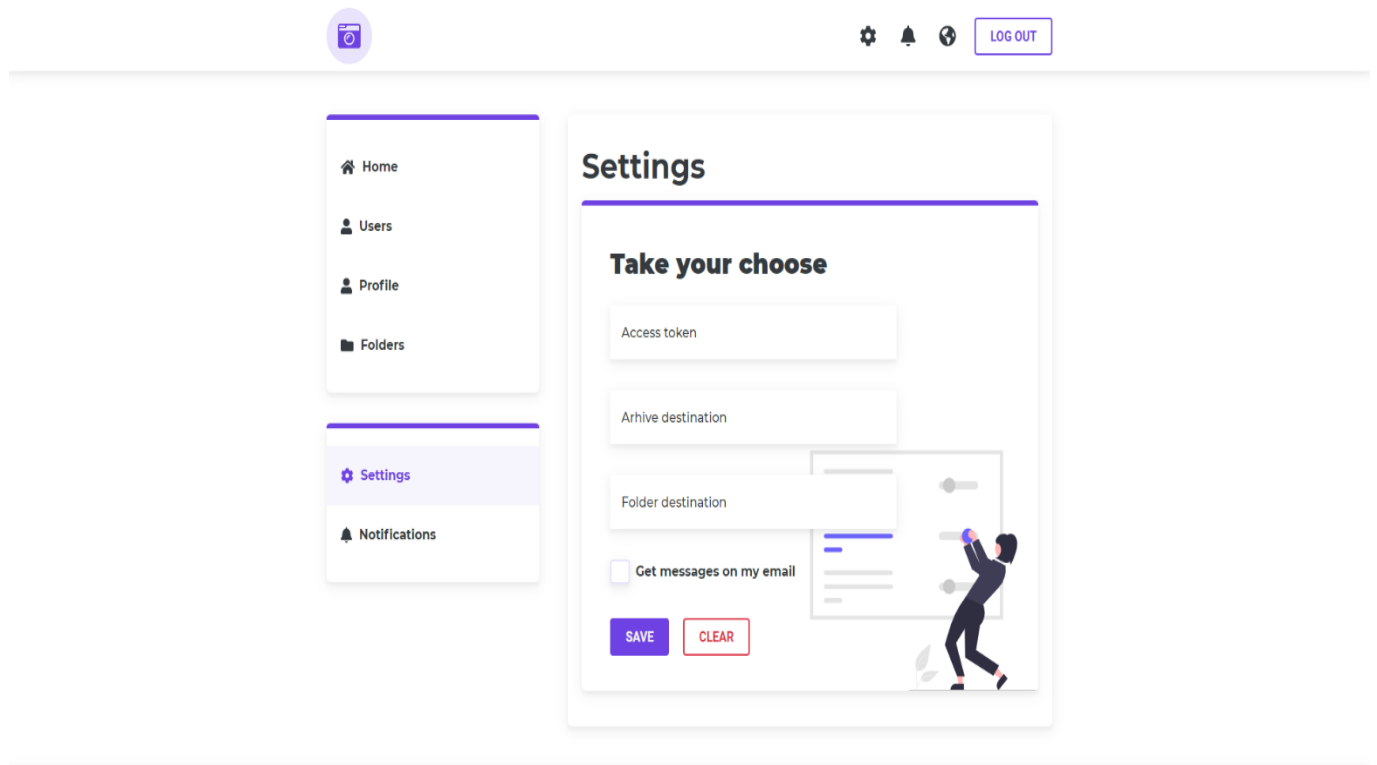 LOG OUT
Home
Users
Profile
Folders
Settings
Notifications
Settings
Take your choose
Access token
Arhive destination
Folder destination
Get messages on my email
SAVE
CLEAR